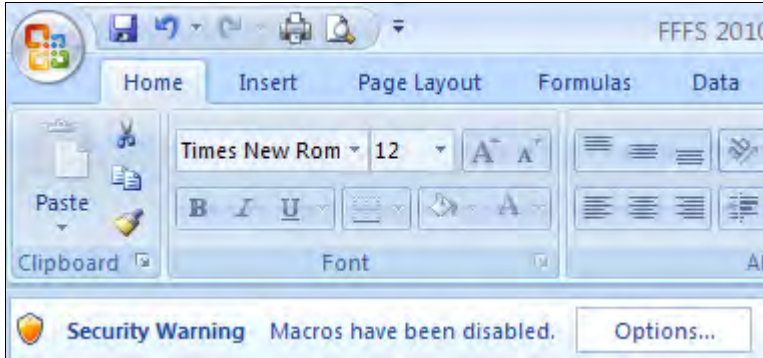 FFFS 2010
Home Insert Page Layout Formulas Data
Times New Rom 12 A A
Paste
B I U A
Clipboard Font Al
Security Warning Macros have been disabled. Options...